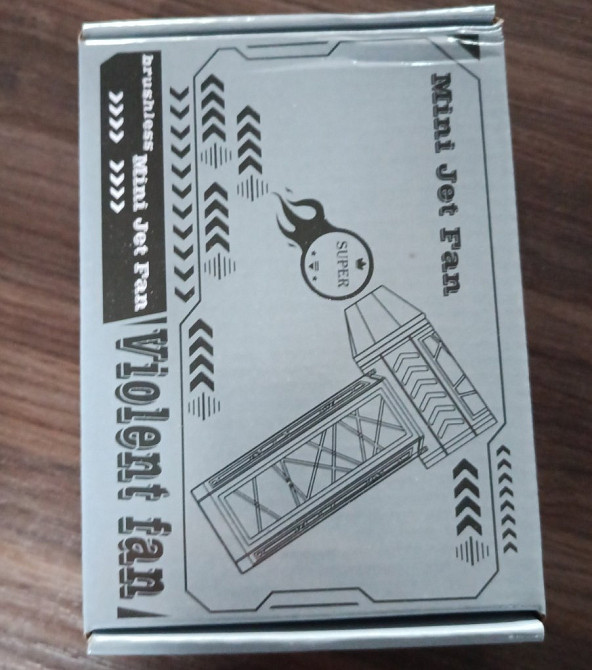 Mini Jet Fan
SUPER
brushless
Mini Jet Fan
Violent fan